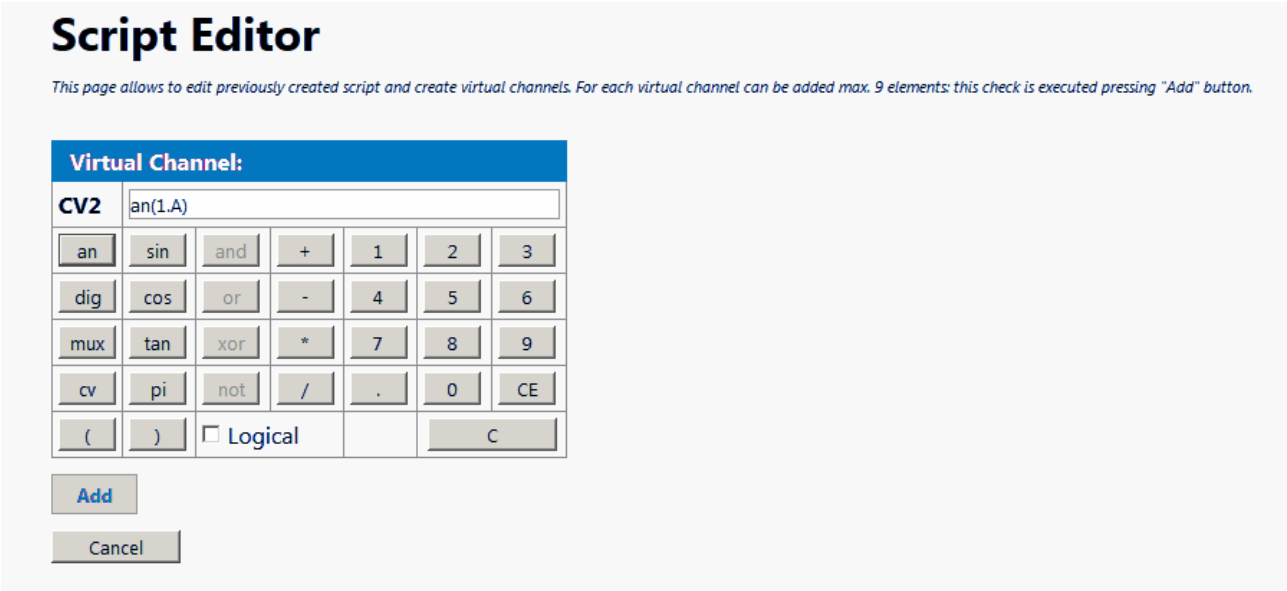 Script Editor
This page allows to edit previously created script and create virtual channels. For each virtual channel can be added max. 9 elements: this check is executed pressing "Add" button.
Virtual Channel:
CV2 an(1.A)
an sin and + 1 2 3
dig cos or - 4 5 6
mux tan xor * 7 8 9
cv pi not / . 0 CE
( ) Logical C
Add
Cancel